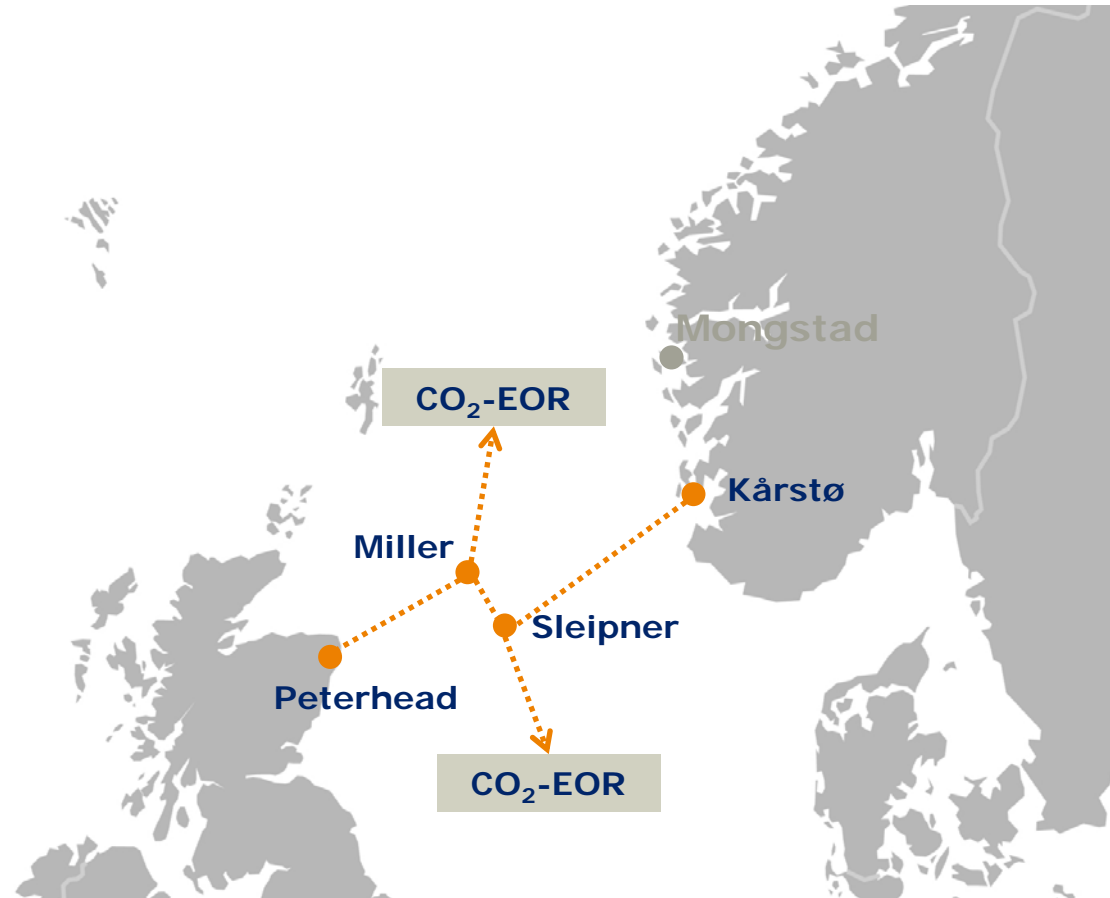 Mongstad
CO₂-EOR
Kårstø
Miller
Sleipner
Peterhead
CO₂-EOR